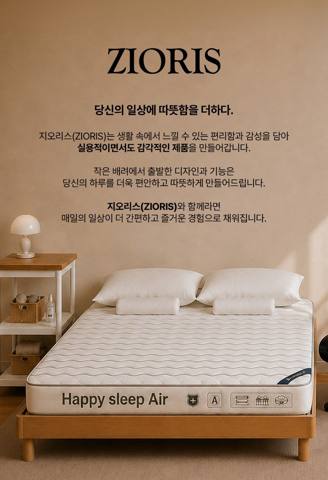 ZIORIS
당신의 일상에 따뜻함을 더하다.
지오리스(ZIORIS)는 생활 속에서 느낄 수 있는 편리함과 감성을 담아
실용적이면서도 감각적인 제품을 만들어갑니다.
작은 배려에서 출발한 디자인과 기능은
당신의 하루를 더욱 편안하고 따뜻하게 만들어드립니다.
지오리스(ZIORIS)와 함께라면
매일의 일상이 더 간편하고 즐거운 경험으로 채워집니다.
Happy sleep Air
A